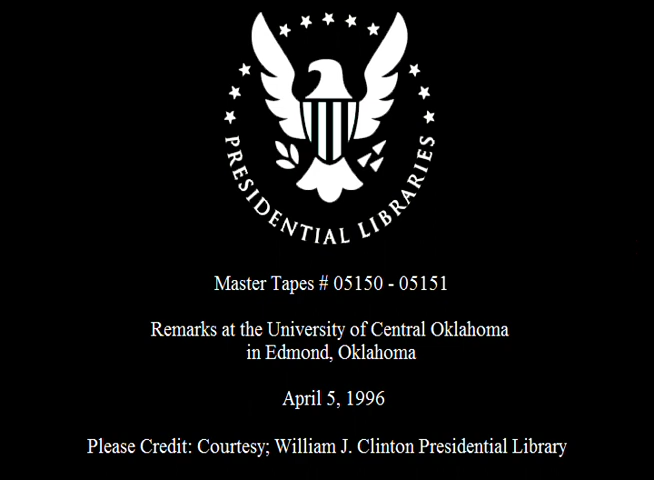 PRESIDENTIAL LIBRARIES
Master Tapes # 05150 - 05151
Remarks at the University of Central Oklahoma
in Edmond, Oklahoma
April 5, 1996
Please Credit: Courtesy; William J. Clinton Presidential Library